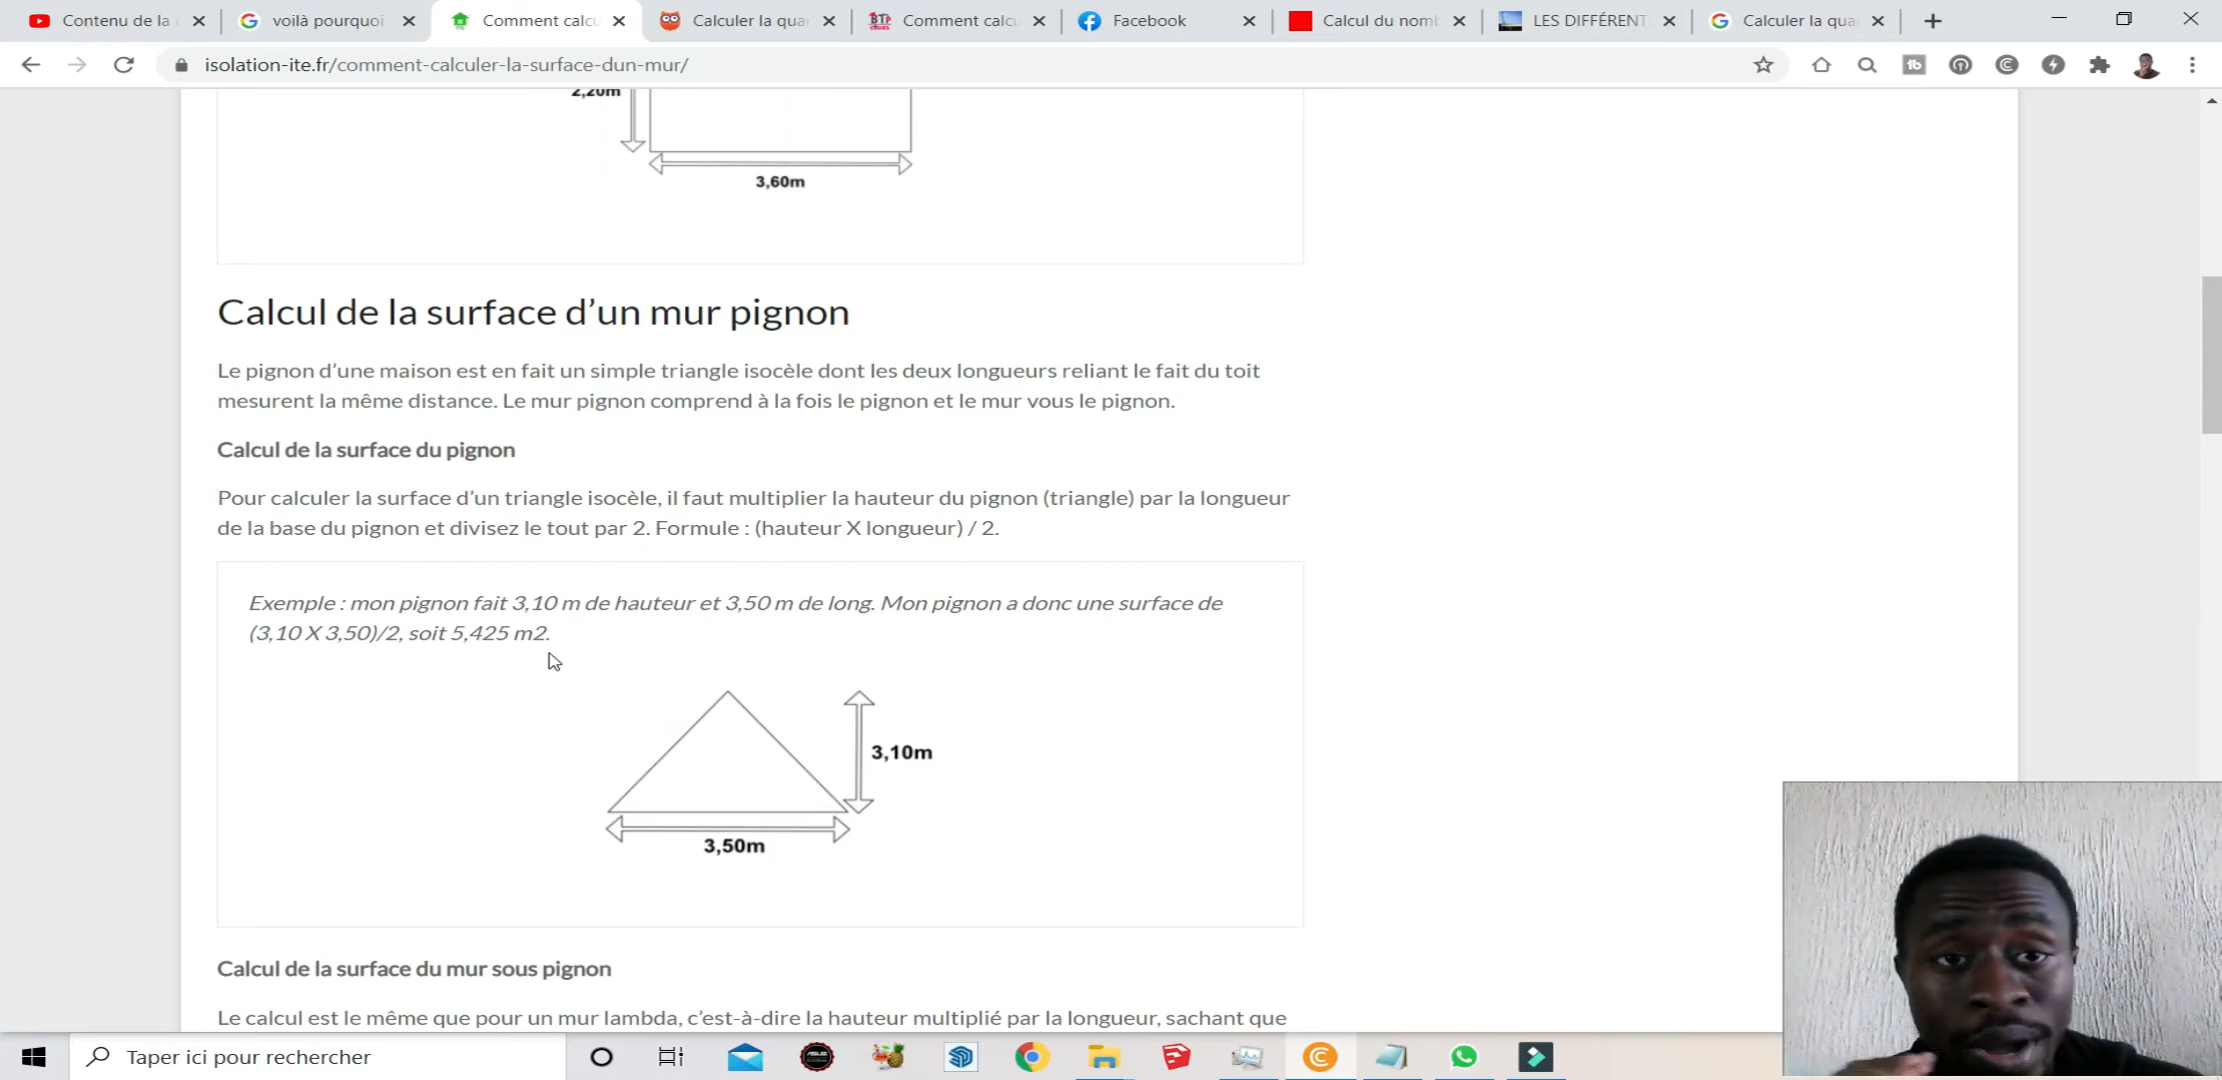 Contenu de la
voilà pourquoi
Comment calcu
Calculer la qua
BTP
COURS
Comment calcu
Facebook
Calcul du nom
LES DIFFÉRENT
Calculer la qua
isolation-ite.fr/comment-calculer-la-surface-dun-mur/
2,20m
3,60m
Calcul de la surface d’un mur pignon
Le pignon d’une maison est en fait un simple triangle isocèle dont les deux longueurs reliant le fait du toit
mesurent la même distance. Le mur pignon comprend à la fois le pignon et le mur vous le pignon.
Calcul de la surface du pignon
Pour calculer la surface d’un triangle isocèle, il faut multiplier la hauteur du pignon (triangle) par la longueur
de la base du pignon et divisez le tout par 2. Formule : (hauteur X longueur) / 2.
Exemple : mon pignon fait 3,10 m de hauteur et 3,50 m de long. Mon pignon a donc une surface de
(3,10 X 3,50)/2, soit 5,425 m2.
3,10m
3,50m
Calcul de la surface du mur sous pignon
Le calcul est le même que pour un mur lambda, c’est-à-dire la hauteur multiplié par la longueur, sachant que
Taper ici pour rechercher